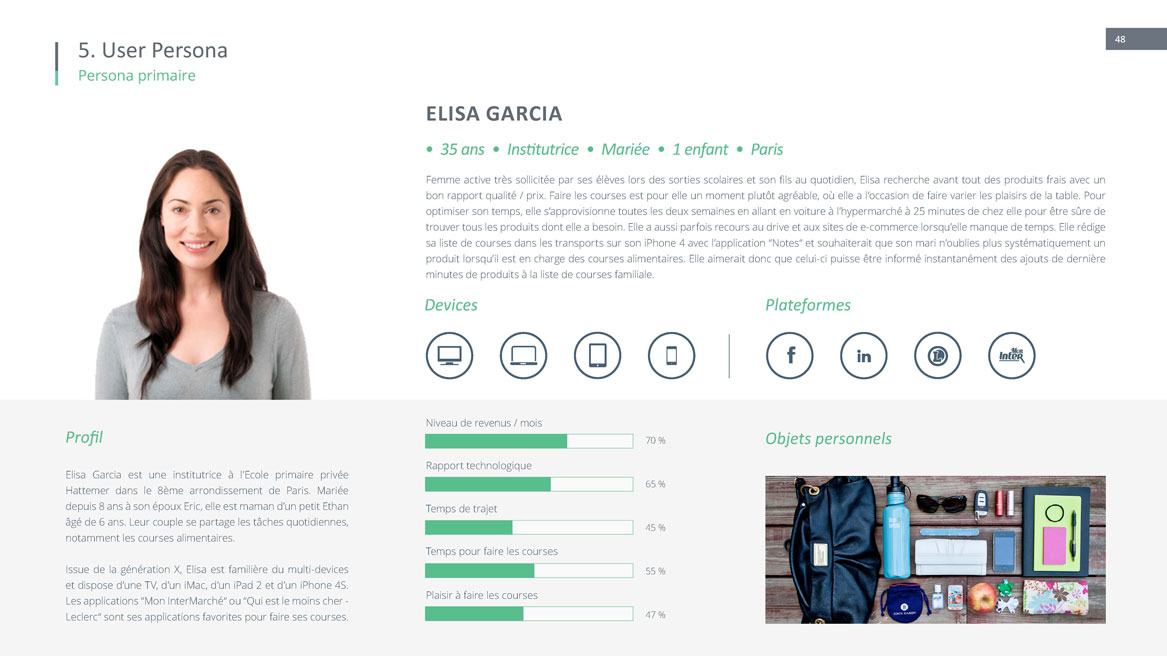 48
5. User Persona
Persona primaire
ELISA GARCIA
• 35 ans • Institutrice • Mariée • 1 enfant • Paris
Femme active très sollicitée par ses élèves lors des sorties scolaires et son fils au quotidien, Elisa recherche avant tout des produits frais avec un
bon rapport qualité / prix. Faire les courses est pour elle un moment plutôt agréable, où elle a l'occasion de faire varier les plaisirs de la table. Pour
optimiser son temps, elle s'approvisionne toutes les deux semaines en allant en voiture à l'hypermarché à 25 minutes de chez elle pour être sûre de
trouver tous les produits dont elle a besoin. Elle a aussi parfois recours au drive et aux sites de e-commerce lorsqu'elle manque de temps. Elle rédige
sa liste de courses dans les transports sur son iPhone 4 avec l'application "Notes" et souhaiterait que son mari n'oublies plus systématiquement un
produit lorsqu'il est en charge des courses alimentaires. Elle aimerait donc que celui-ci puisse être informé instantanément des ajouts de dernière
minutes de produits à la liste de courses familiale.
Devices
Plateformes
f
in
L
Mon
InteR
Profil
Elisa Garcia est une institutrice à l'Ecole primaire privée
Hattemer dans le 8ème arrondissement de Paris. Mariée
depuis 8 ans à son époux Eric, elle est maman d'un petit Ethan
âgé de 6 ans. Leur couple se partage les tâches quotidiennes,
notamment les courses alimentaires.
Issue de la génération X, Elisa est familière du multi-devices
et dispose d'une TV, d'un iMac, d'un iPad 2 et d'un iPhone 4S.
Les applications "Mon InterMarché" ou "Qui est le moins cher -
Leclerc" sont ses applications favorites pour faire ses courses.
Niveau de revenus / mois
70 %
Rapport technologique
65 %
Temps de trajet
45 %
Temps pour faire les courses
55 %
Plaisir à faire les courses
47 %
Objets personnels